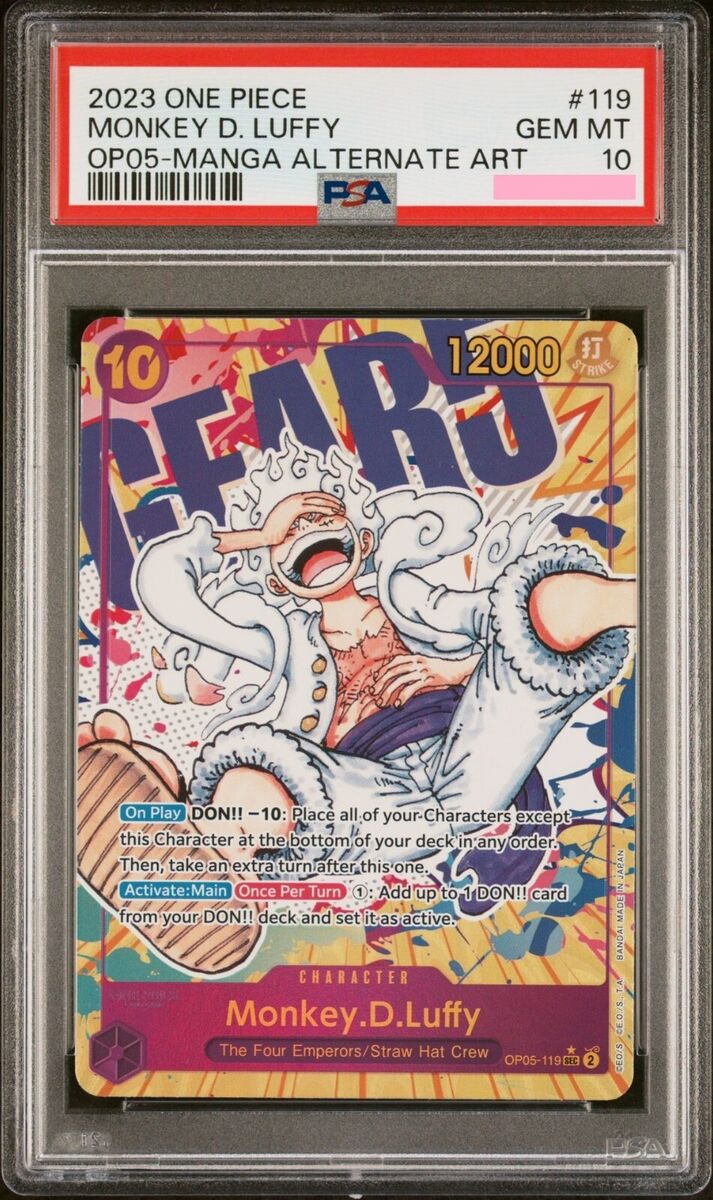 2023 ONE PIECE #119
MONKEY D. LUFFY GEM MT
OP05-MANGA ALTERNATE ART 10
PSA
10
12000
打
STRIKE
GEAR5
On Play DON!! −10: Place all of your Characters except
this Character at the bottom of your deck in any order.
Then, take an extra turn after this one.
Activate:Main Once Per Turn ①: Add up to 1 DON!! card
from your DON!! deck and set it as active.
CHARACTER
Monkey.D.Luffy
The Four Emperors/Straw Hat Crew
OP05-119 SEC ★ 2
©E.O./S. ©E.O./S., T.A. BANDAI MADE IN JAPAN
PSA